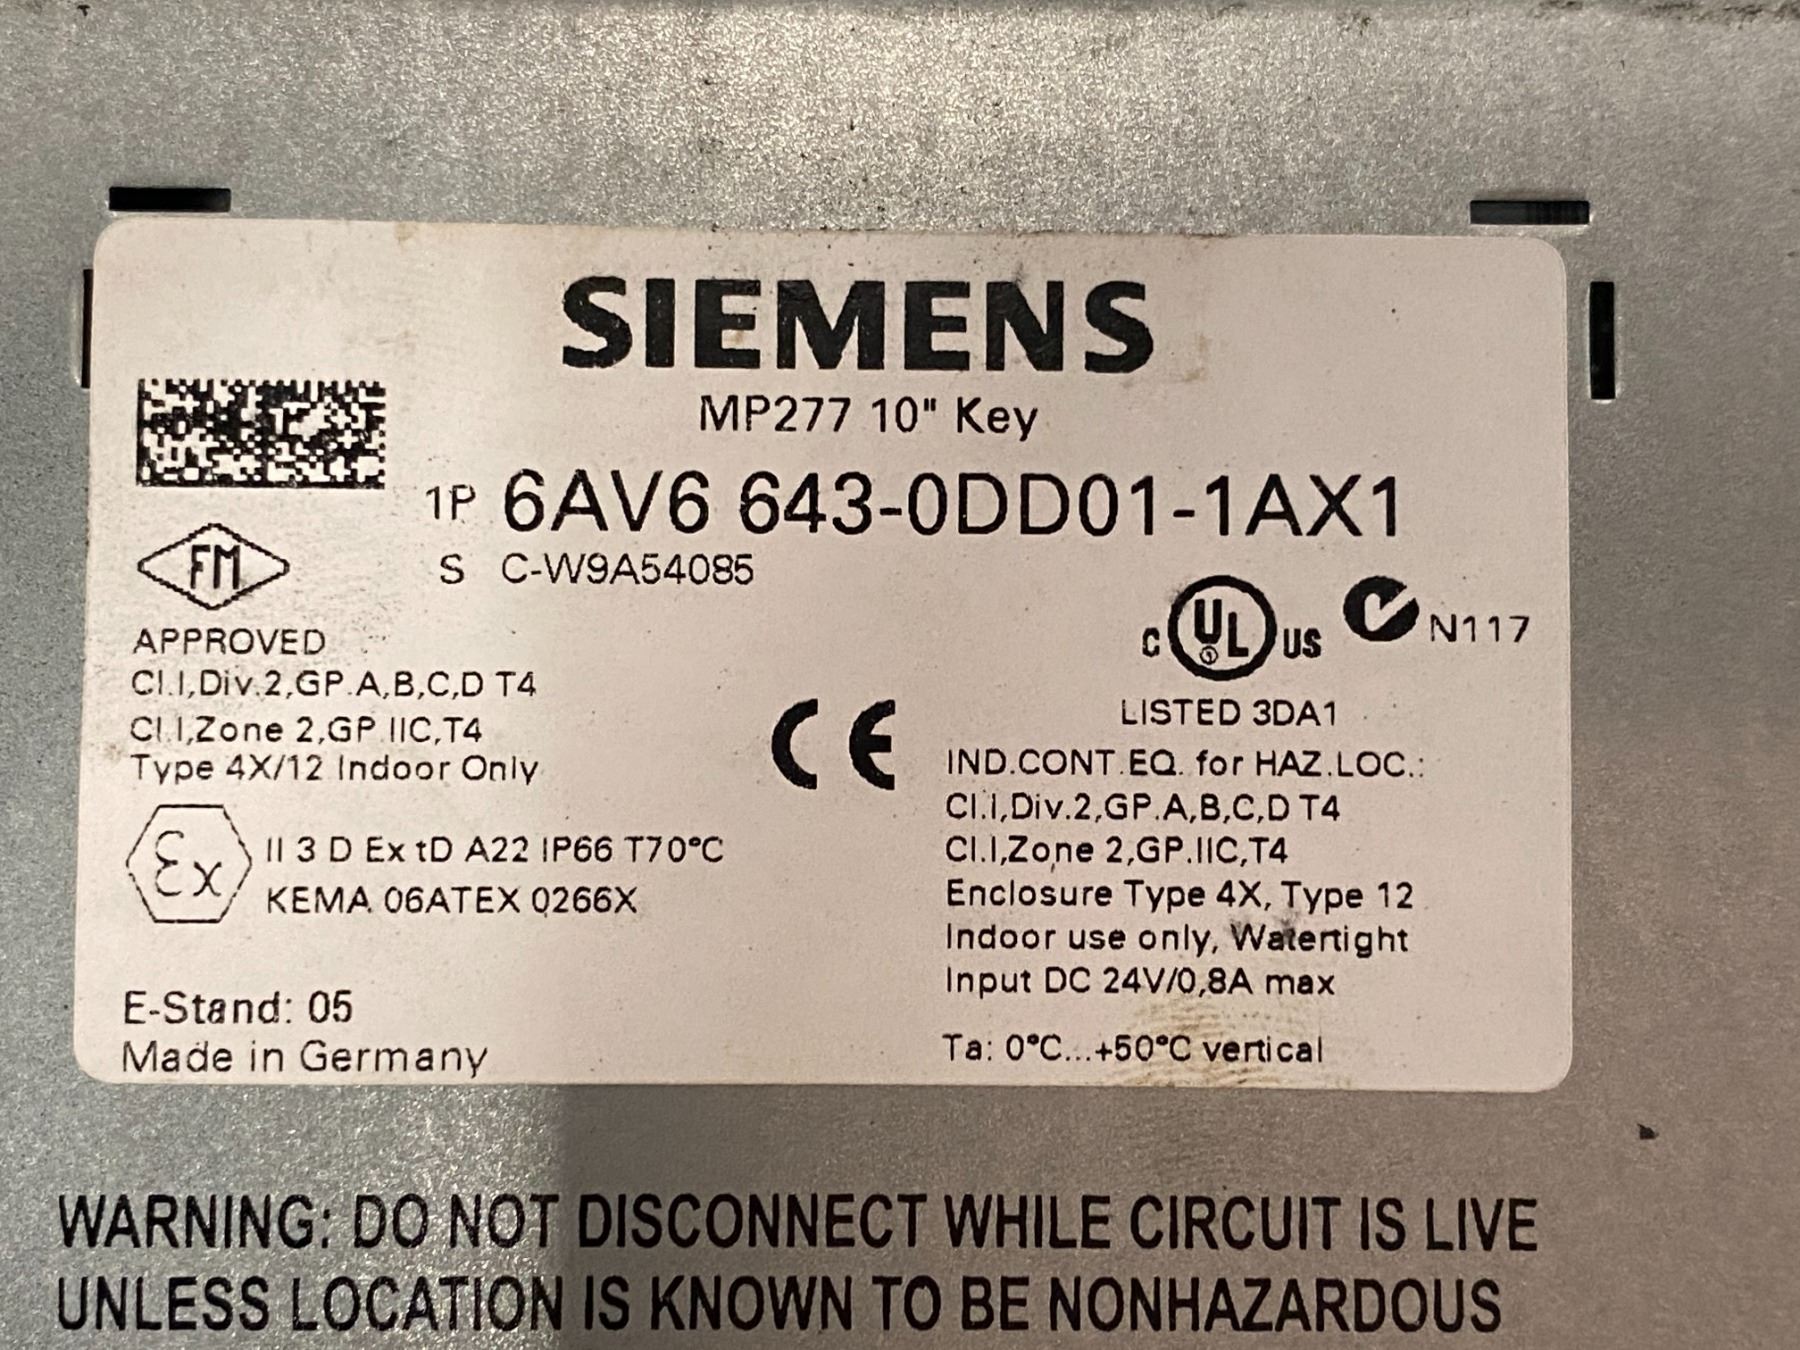 SIEMENS
MP277 10" Key
1P 6AV6 643-0DD01-1AX1
S C-W9A54085
FM
APPROVED
Cl.I,Div.2,GP.A,B,C,D T4
Cl.I,Zone 2,GP.IIC,T4
Type 4X/12 Indoor Only
Ex II 3 D Ex tD A22 IP66 T70°C
KEMA 06ATEX 0266X
E-Stand: 05
Made in Germany
CE
C UL US N117
LISTED 3DA1
IND.CONT.EQ. for HAZ.LOC.:
Cl.I,Div.2,GP.A,B,C,D T4
Cl.I,Zone 2,GP.IIC,T4
Enclosure Type 4X, Type 12
Indoor use only, Watertight
Input DC 24V/0,8A max
Ta: 0°C...+50°C vertical
WARNING: DO NOT DISCONNECT WHILE CIRCUIT IS LIVE
UNLESS LOCATION IS KNOWN TO BE NONHAZARDOUS